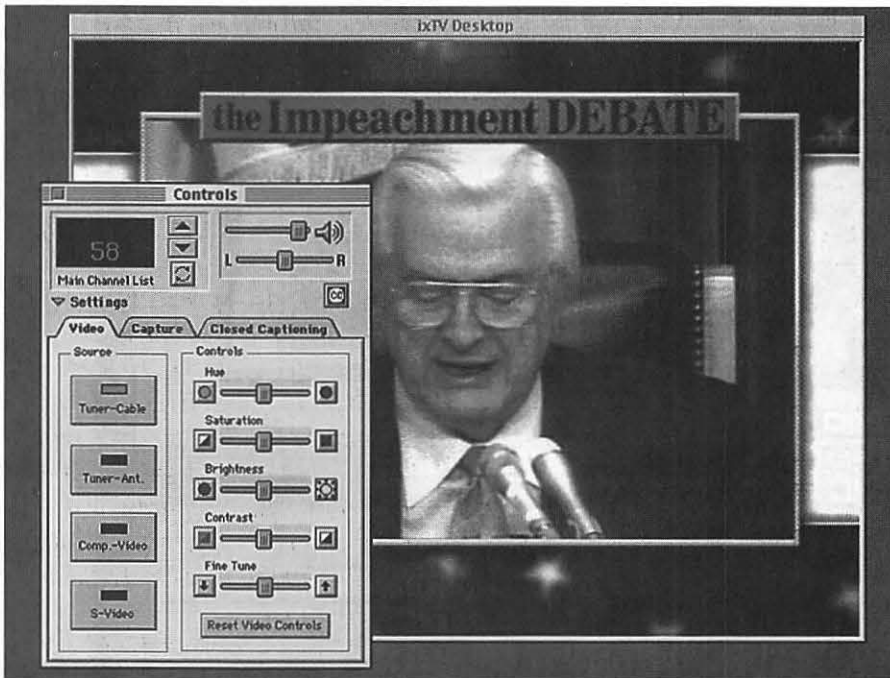 ixTV Desktop
the Impeachment DEBATE
Controls
58
L R
Main Channel List
CC
Settings
Video Capture Closed Captioning
Source
Tuner-Cable
Tuner-Ant.
Comp.-Video
S-Video
Controls
Hue
Saturation
Brightness
Contrast
Fine Tune
Reset Video Controls